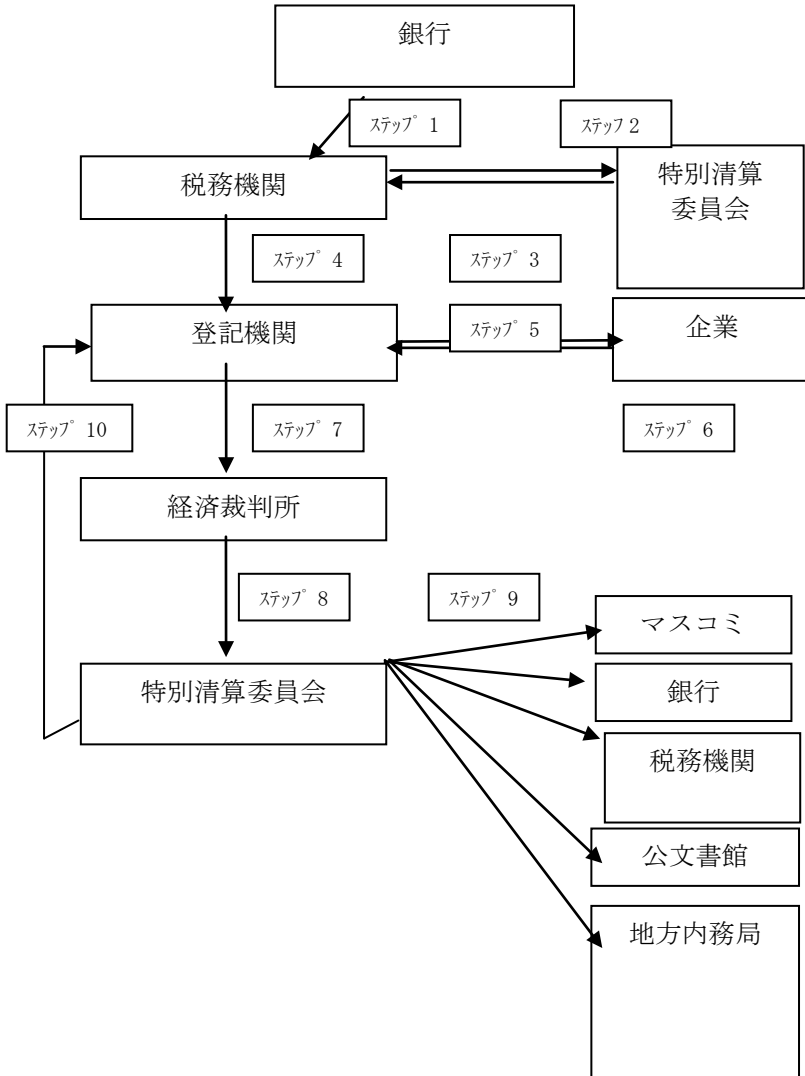 銀行
ｽﾃｯﾌﾟ 1
ｽﾃｯﾌ 2
税務機関
特別清算
委員会
ｽﾃｯﾌﾟ 4
ｽﾃｯﾌﾟ 3
登記機関
ｽﾃｯﾌﾟ 5
企業
ｽﾃｯﾌﾟ 10
ｽﾃｯﾌﾟ 7
ｽﾃｯﾌﾟ 6
経済裁判所
ｽﾃｯﾌﾟ 8
ｽﾃｯﾌﾟ 9
マスコミ
特別清算委員会
銀行
税務機関
公文書館
地方内務局